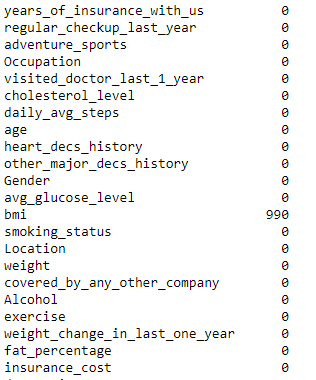 years_of_insurance_with_us 0
regular_checkup_last_year 0
adventure_sports 0
Occupation 0
visited_doctor_last_1_year 0
cholesterol_level 0
daily_avg_steps 0
age 0
heart_decs_history 0
other_major_decs_history 0
Gender 0
avg_glucose_level 0
bmi 990
smoking_status 0
Location 0
weight 0
covered_by_any_other_company 0
Alcohol 0
exercise 0
weight_change_in_last_one_year 0
fat_percentage 0
insurance_cost 0